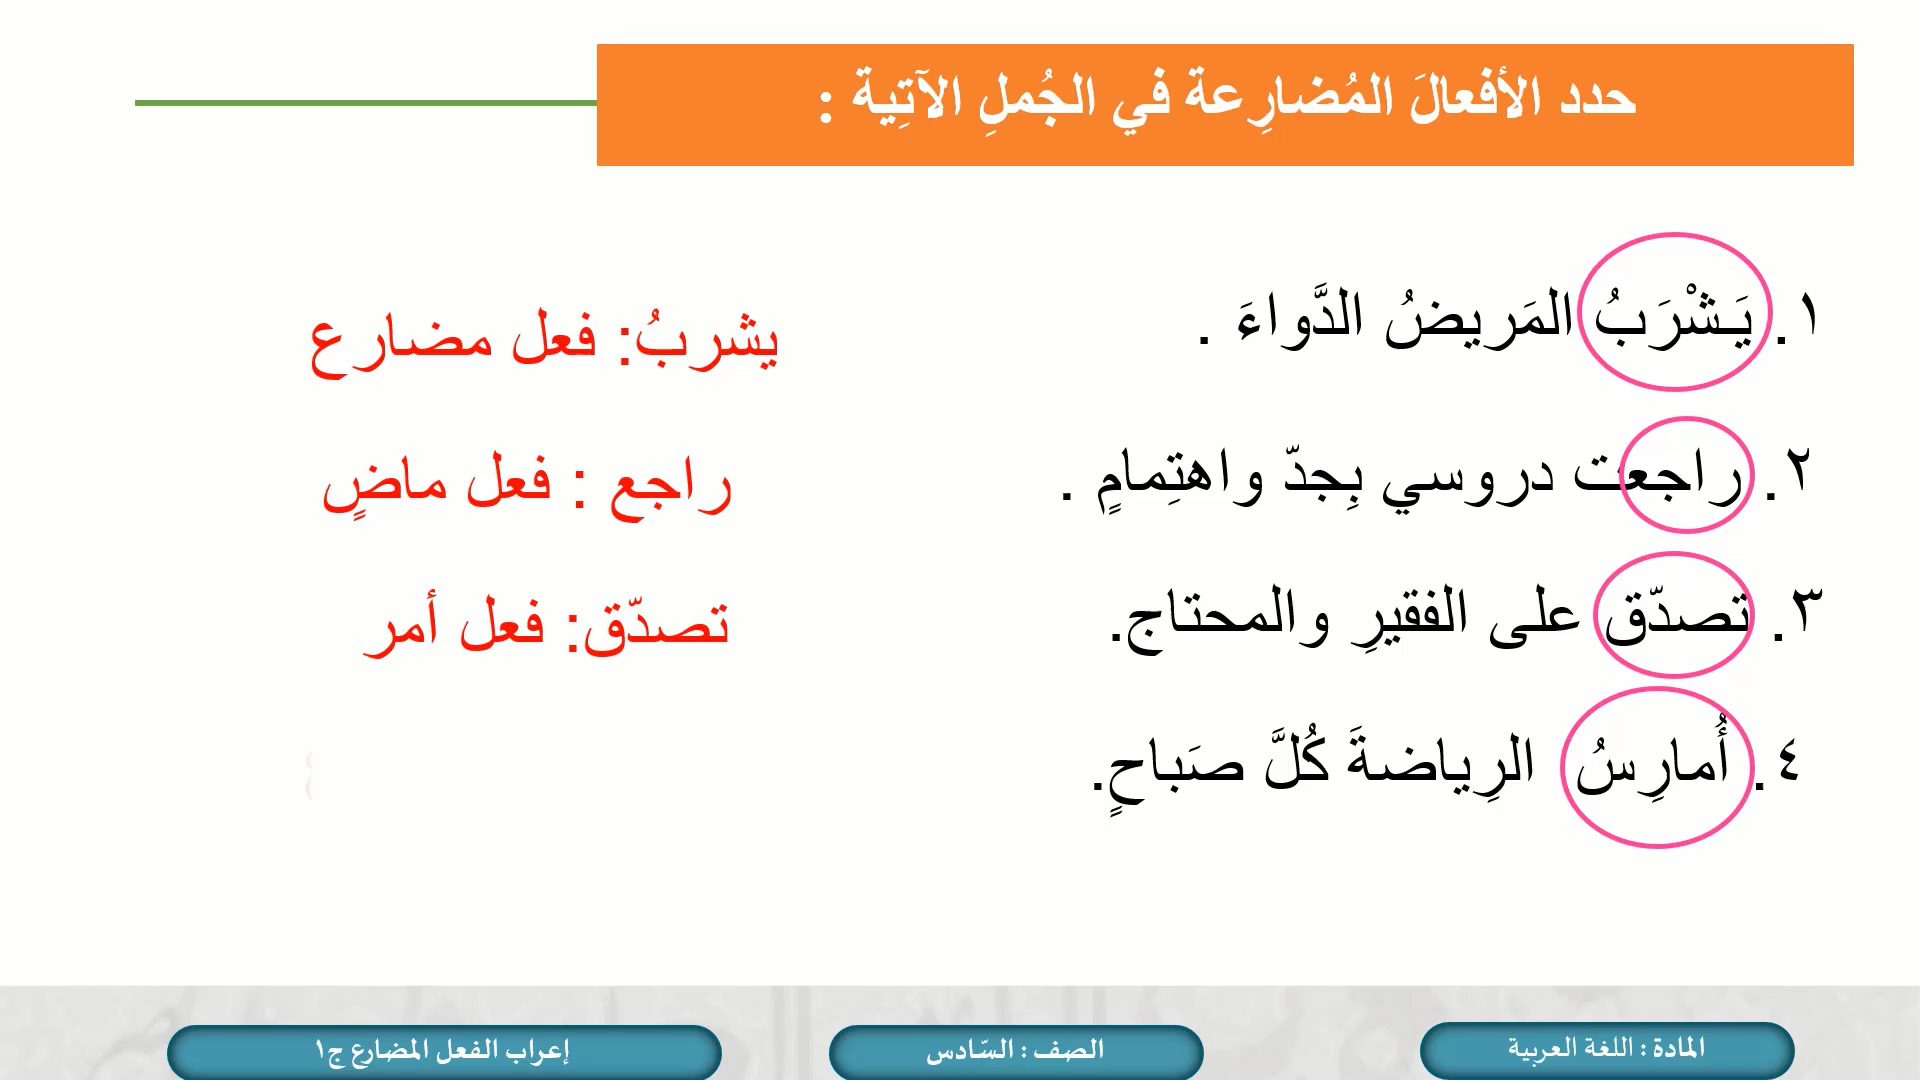 حدد الأفعالَ المُضارِعة في الجُملِ الآتِية :
١. يَـشْرَبُ المَريضُ الدَّواءَ .
يشربُ: فعل مضارع
٢. راجعت دروسي بِجدّ واهتِمامٍ .
راجع : فعل ماضٍ
٣. تصدّق على الفقيرِ والمحتاج.
تصدّق: فعل أمر
٤. أُمارِسُ الرِياضةَ كُلَّ صَباحٍ.
المادة : اللغة العربية
الصف : السّادس
إعراب الفعل المضارع ج١